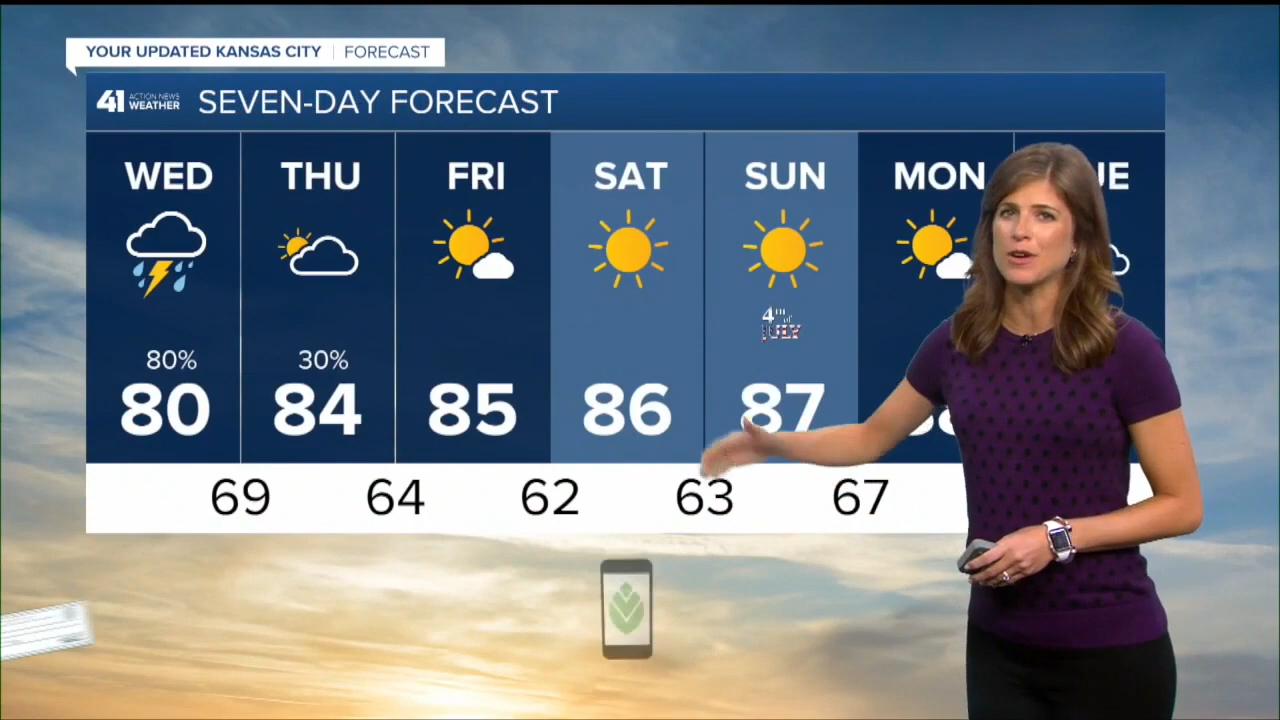 YOUR UPDATED KANSAS CITY | FORECAST
41 ACTION NEWS WEATHER SEVEN-DAY FORECAST
WED THU FRI SAT SUN MON
4TH of JULY
80% 30%
80 84 85 86 87
69 64 62 63 67